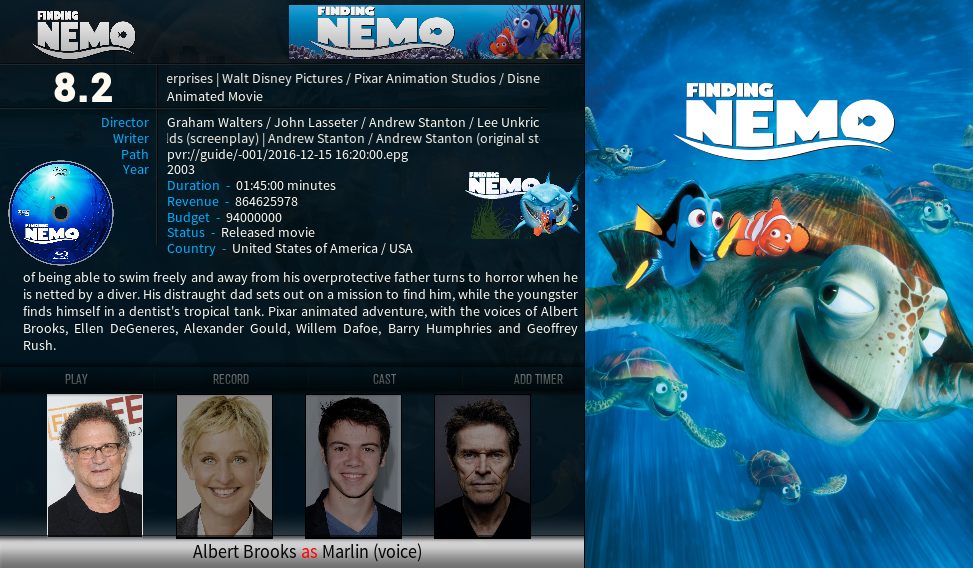 FINDING
NEMO
FINDING
NEMO
8.2
erprises | Walt Disney Pictures / Pixar Animation Studios / Disne
Animated Movie
Director Graham Walters / John Lasseter / Andrew Stanton / Lee Unkric
Writer lds (screenplay) | Andrew Stanton / Andrew Stanton (original st
Path pvr://guide/-001/2016-12-15 16:20:00.epg
Year 2003
Duration - 01:45:00 minutes
Revenue - 864625978
Budget - 94000000
Status - Released movie
Country - United States of America / USA
FINDING
NEMO
NEMO
of being able to swim freely and away from his overprotective father turns to horror when he
is netted by a diver. His distraught dad sets out on a mission to find him, while the youngster
finds himself in a dentist's tropical tank. Pixar animated adventure, with the voices of Albert
Brooks, Ellen DeGeneres, Alexander Gould, Willem Dafoe, Barry Humphries and Geoffrey
Rush.
PLAY RECORD CAST ADD TIMER
Albert Brooks as Marlin (voice)
FINDING
NEMO